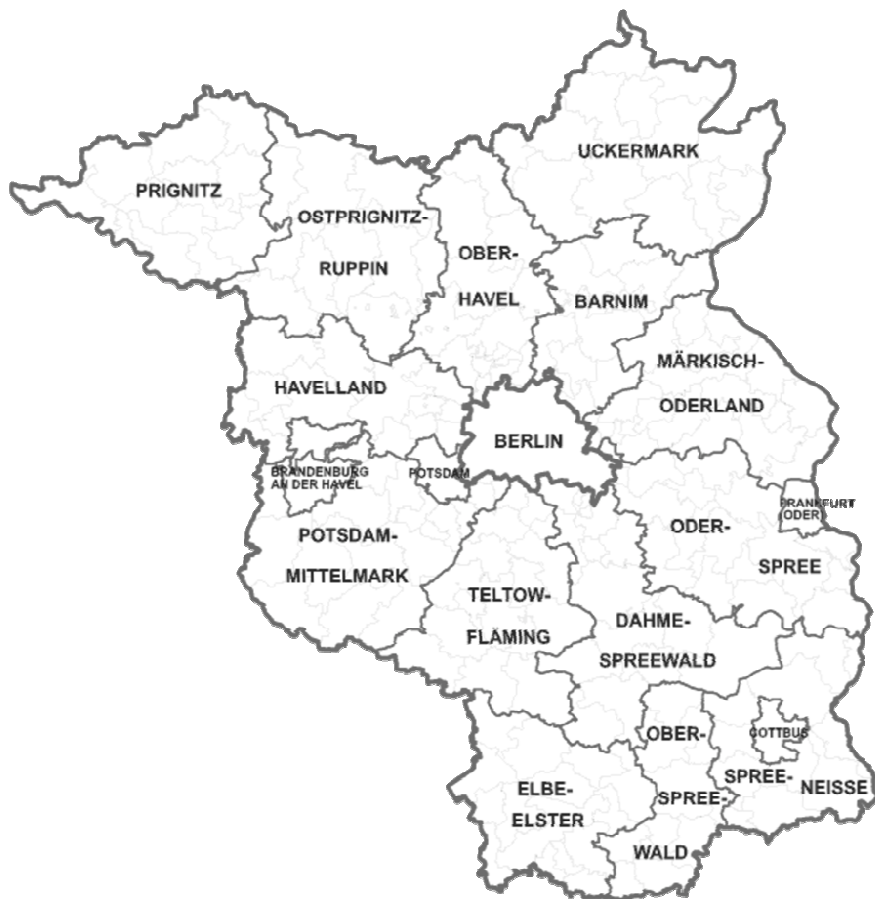 UCKERMARK
PRIGNITZ
OSTPRIGNITZ-
RUPPIN
OBER-
HAVEL
BARNIM
MÄRKISCH-
ODERLAND
HAVELLAND
BERLIN
BRANDENBURG
AN DER HAVEL
POTSDAM
FRANKFURT
(ODER)
ODER-
SPREE
POTSDAM-
MITTELMARK
TELTOW-
FLÄMING
DAHME-
SPREEWALD
OBER-
SPREE-
WALD
COTTBUS
SPREE-
NEISSE
ELBE-
ELSTER